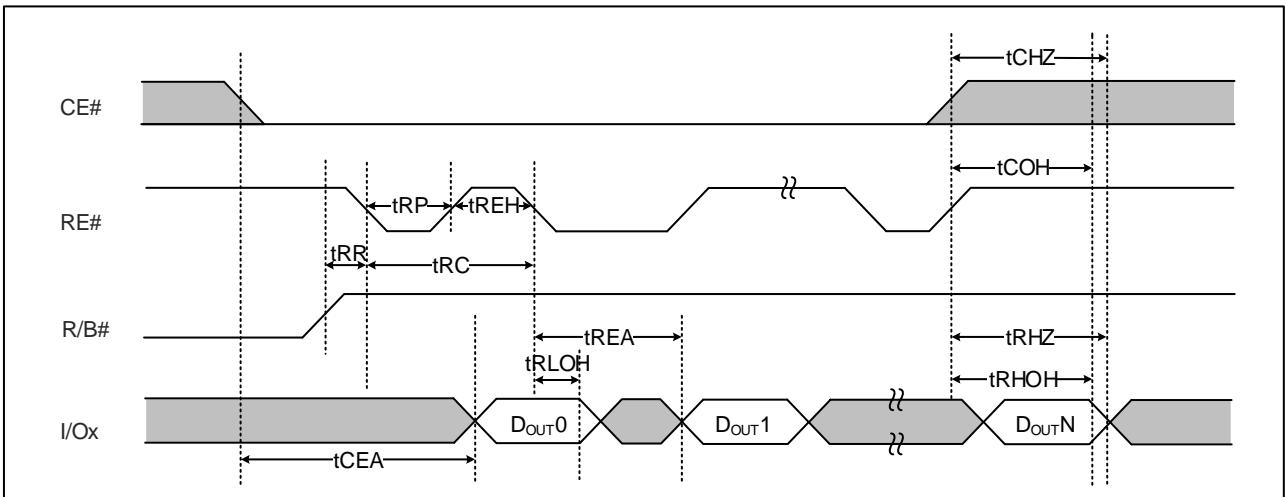 tCHZ
CE#
tCOH
tRP
tREH
RE#
tRR
tRC
R/B#
tREA
tRHZ
tRLOH
tRHOH
I/Ox
DOUT0
DOUT1
DOUTN
tCEA